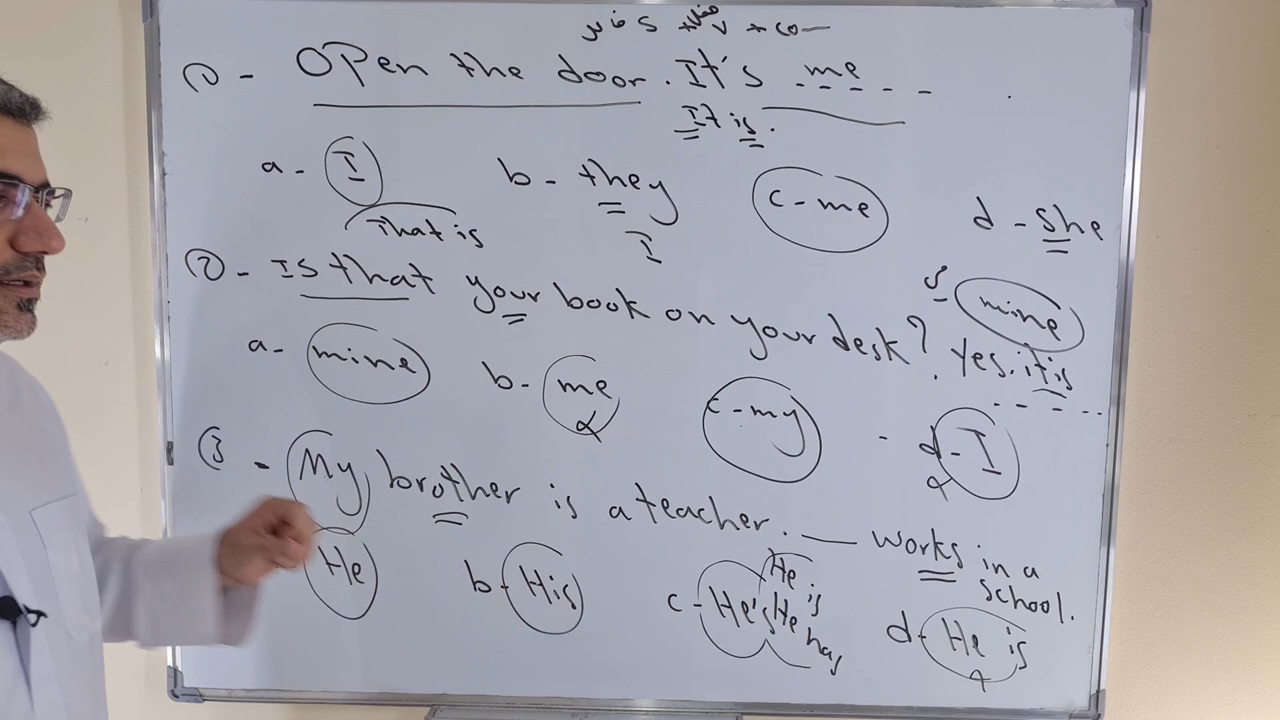 ① - Open the door. It's me
It is.
a - I b - they c - me d - she
That is I
② - Is that your book on your desk? Yes. it is mine
a - mine b - me c - my d - I
③ - My brother is a teacher. — works in a school.
He b - His c - He's d - He is
He is
He has